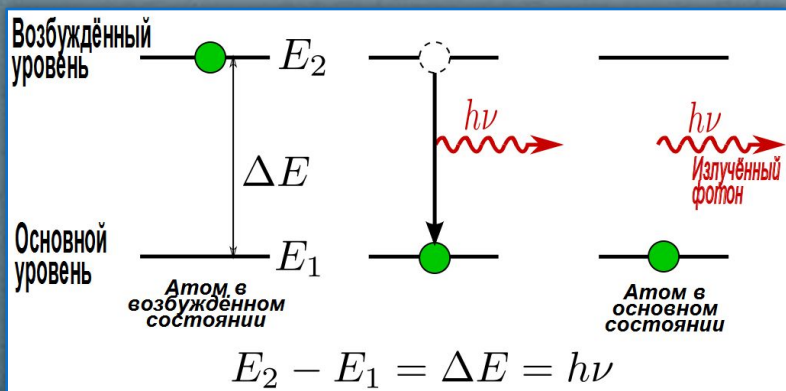 Возбуждённый
уровень
E₂
hν
hν
Излучённый
фотон
ΔE
Основной
уровень
E₁
Атом в
возбуждённом
состоянии
Атом в
основном
состоянии
E₂ − E₁ = ΔE = hν